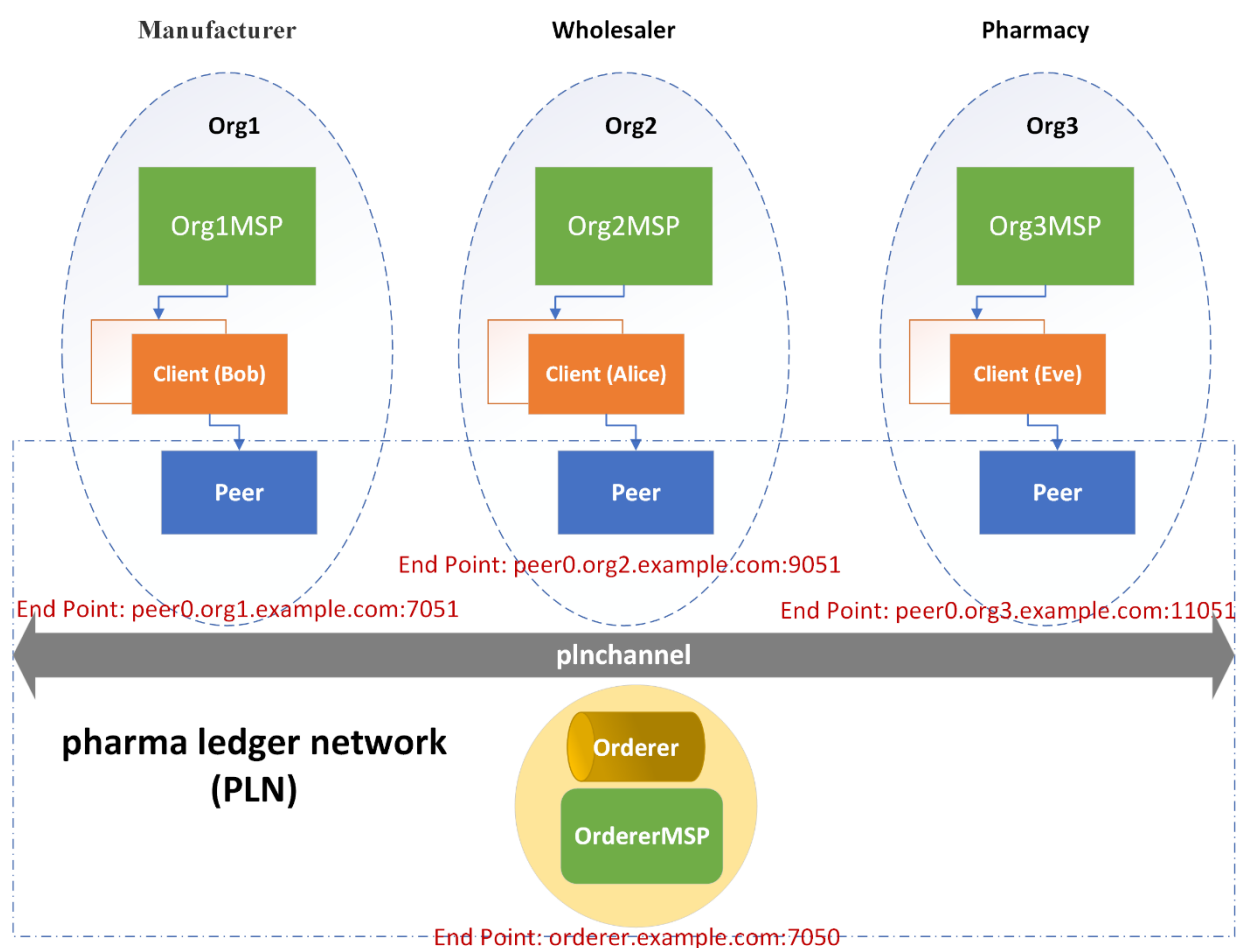 Manufacturer
Wholesaler
Pharmacy
Org1
Org2
Org3
Org1MSP
Org2MSP
Org3MSP
Client (Bob)
Client (Alice)
Client (Eve)
Peer
Peer
Peer
End Point: peer0.org2.example.com:9051
End Point: peer0.org1.example.com:7051
End Point: peer0.org3.example.com:11051
plnchannel
pharma ledger network
(PLN)
Orderer
OrdererMSP
End Point: orderer.example.com:7050